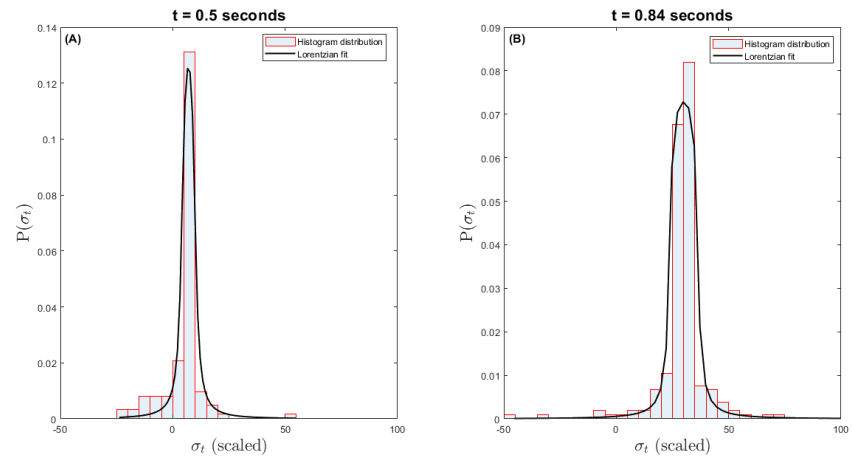 t = 0.5 seconds
(A)
Histogram distribution
Lorentzian fit
0.14
0.12
0.1
0.08
0.06
0.04
0.02
0
P(σt)
-50
0
50
100
σt (scaled)
t = 0.84 seconds
(B)
Histogram distribution
Lorentzian fit
0.09
0.08
0.07
0.06
0.05
0.04
0.03
0.02
0.01
0
P(σt)
-50
0
50
100
σt (scaled)